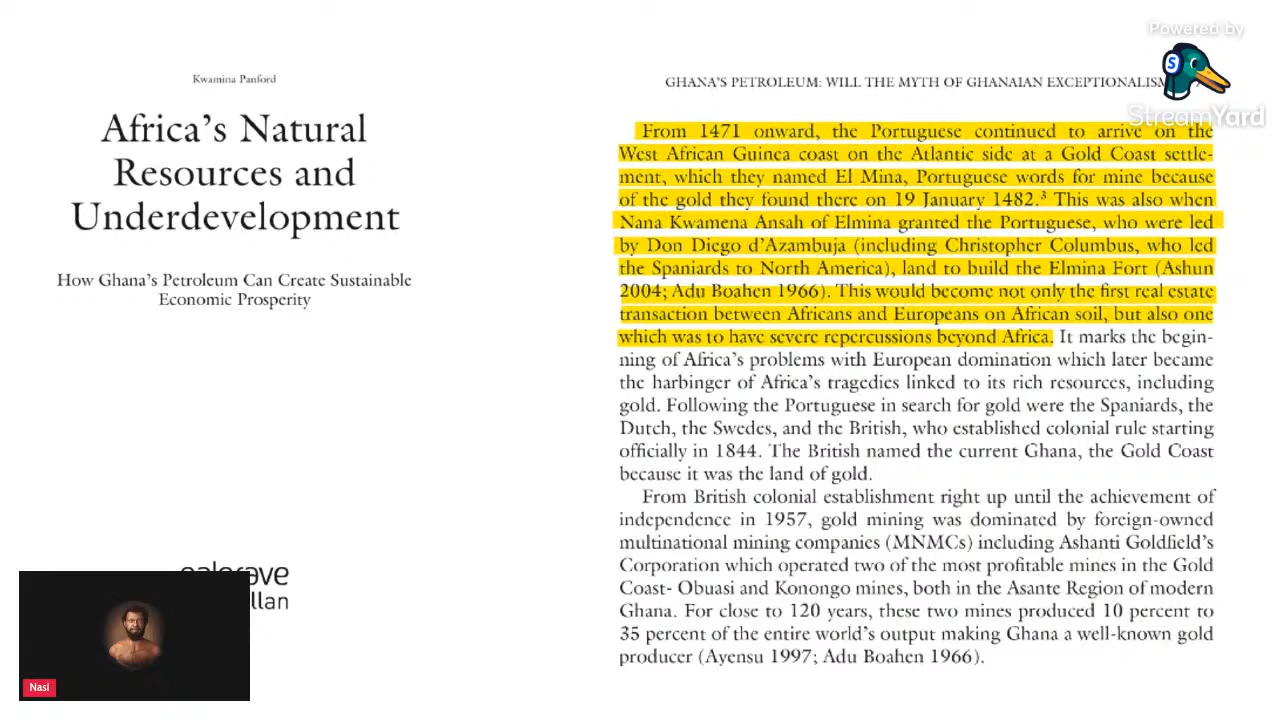 Powered by
StreamYard
Kwamina Panford
Africa's Natural
Resources and
Underdevelopment
How Ghana's Petroleum Can Create Sustainable
Economic Prosperity
Nasi
GHANA'S PETROLEUM: WILL THE MYTH OF GHANAIAN EXCEPTIONALISM
From 1471 onward, the Portuguese continued to arrive on the
West African Guinea coast on the Atlantic side at a Gold Coast settle-
ment, which they named El Mina, Portuguese words for mine because
of the gold they found there on 19 January 1482.³ This was also when
Nana Kwamena Ansah of Elmina granted the Portuguese, who were led
by Don Diego d'Azambuja (including Christopher Columbus, who led
the Spaniards to North America), land to build the Elmina Fort (Ashun
2004; Adu Boahen 1966). This would become not only the first real estate
transaction between Africans and Europeans on African soil, but also one
which was to have severe repercussions beyond Africa. It marks the begin-
ning of Africa's problems with European domination which later became
the harbinger of Africa's tragedies linked to its rich resources, including
gold. Following the Portuguese in search for gold were the Spaniards, the
Dutch, the Swedes, and the British, who established colonial rule starting
officially in 1844. The British named the current Ghana, the Gold Coast
because it was the land of gold.
From British colonial establishment right up until the achievement of
independence in 1957, gold mining was dominated by foreign-owned
multinational mining companies (MNMCs) including Ashanti Goldfield's
Corporation which operated two of the most profitable mines in the Gold
Coast- Obuasi and Konongo mines, both in the Asante Region of modern
Ghana. For close to 120 years, these two mines produced 10 percent to
35 percent of the entire world's output making Ghana a well-known gold
producer (Ayensu 1997; Adu Boahen 1966).